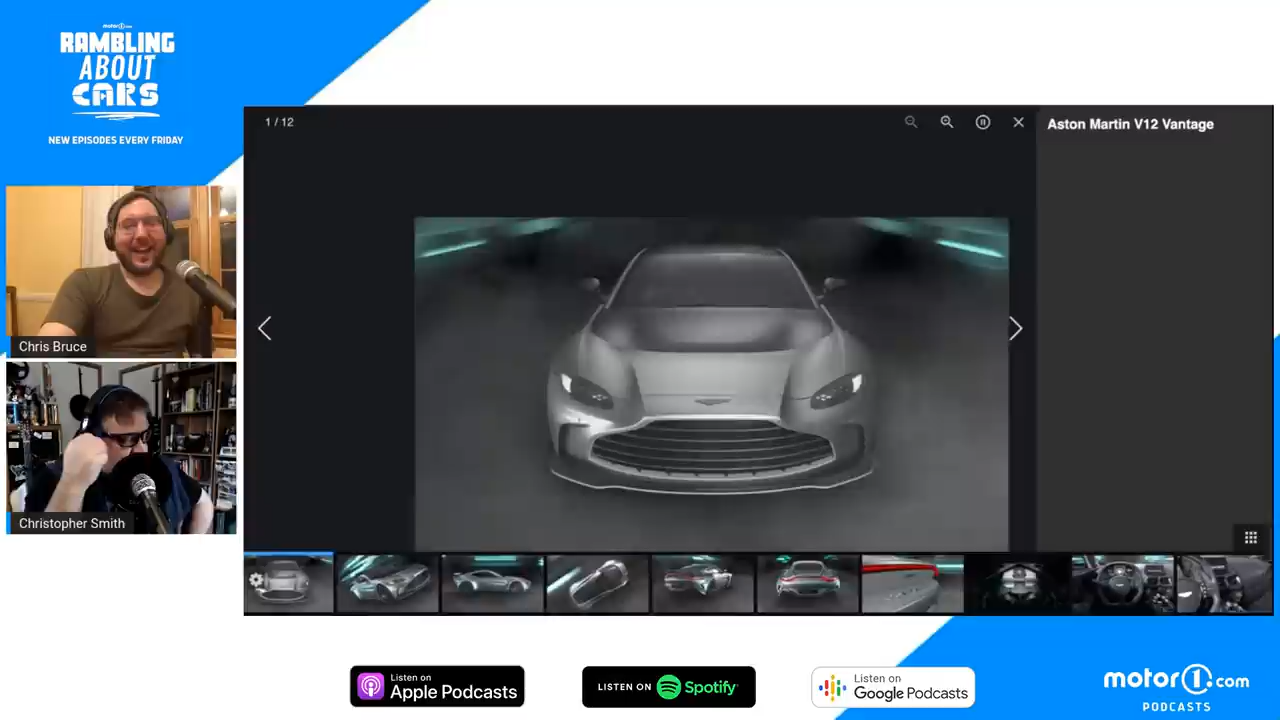 motor1.com
RAMBLING
ABOUT
CARS
NEW EPISODES EVERY FRIDAY
1 / 12
Aston Martin V12 Vantage
Chris Bruce
Christopher Smith
Listen on
Apple Podcasts
LISTEN ON Spotify
Listen on
Google Podcasts
motor1.com
PODCASTS